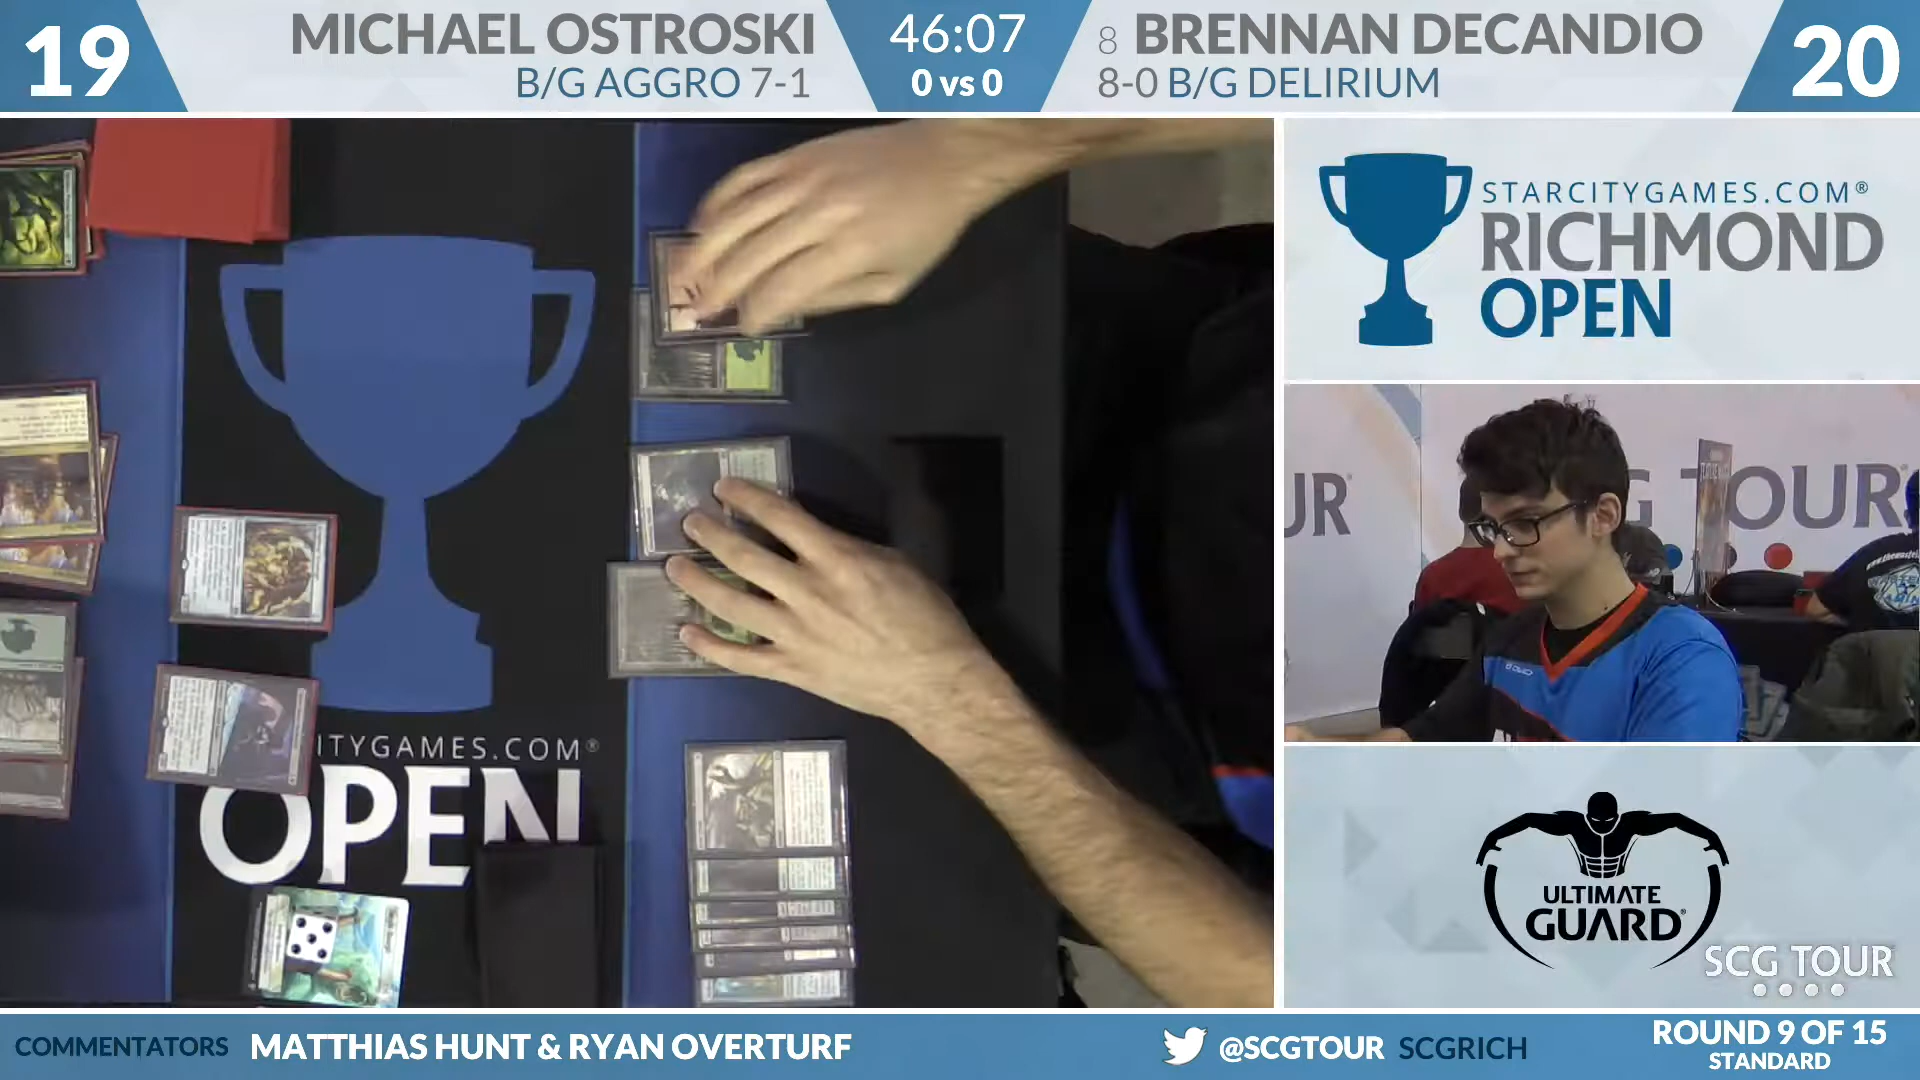 19
MICHAEL OSTROSKI
B/G AGGRO 7-1
46:07
0 vs 0
8 BRENNAN DECANDIO
8-0 B/G DELIRIUM
20
STARCITYGAMES.COM®
RICHMOND
OPEN
UR
G TOUR
ITYGAMES.COM®
OPEN
ULTIMATE
GUARD®
SCG TOUR
COMMENTATORS MATTHIAS HUNT & RYAN OVERTURF
@SCGTOUR SCGRICH
ROUND 9 OF 15
STANDARD